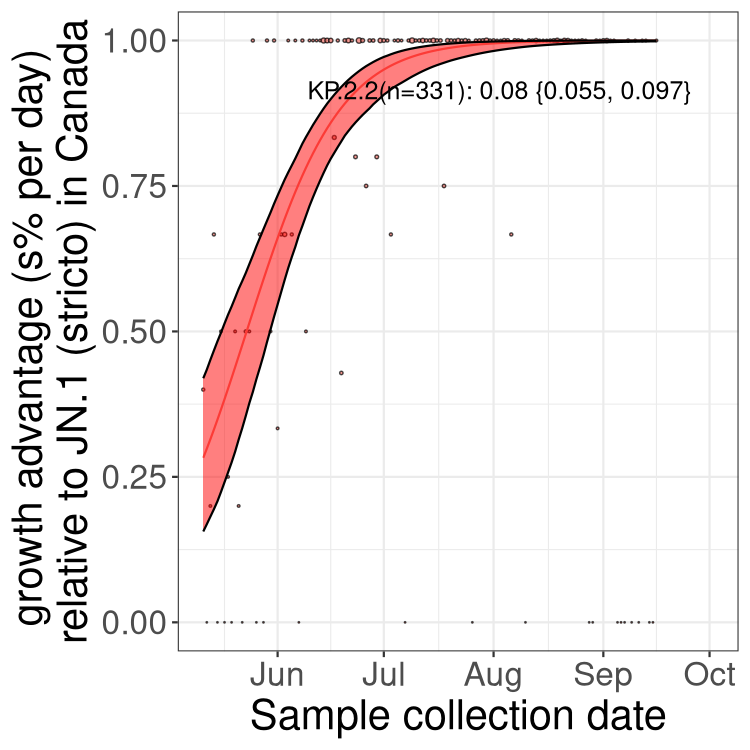 growth advantage (s% per day)
relative to JN.1 (stricto) in Canada
1.00
0.75
0.50
0.25
0.00
KP.2.2(n=331): 0.08 {0.055, 0.097}
Jun Jul Aug Sep Oct
Sample collection date